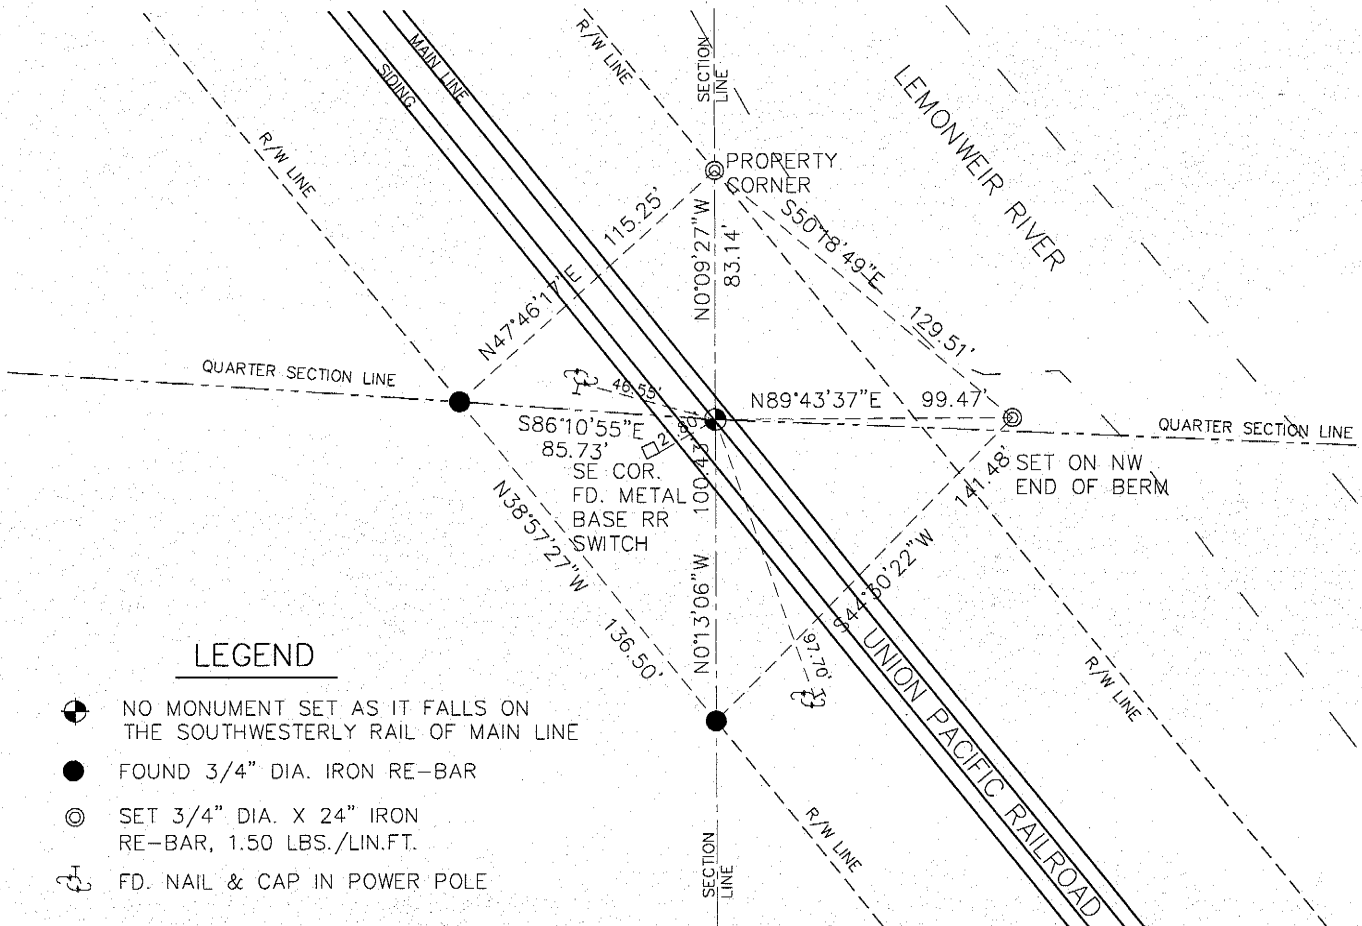 R/W LINE
MAIN LINE
SIDING
SECTION
LINE
LEMONWEIR RIVER
R/W LINE
PROPERTY
CORNER
115.25'
N47°46'17"E
N0°09'27"W
83.14'
S50°18'49"E
129.51'
QUARTER SECTION LINE
46.55'
N89°43'37"E 99.47'
QUARTER SECTION LINE
S86°10'55"E
85.73'
SE COR.
FD. METAL
BASE RR
SWITCH
100.43'
N0°13'06"W
SET ON NW
END OF BERM
141.48'
S44°30'22"W
N38°57'27"W
136.50'
97.70'
UNION PACIFIC RAILROAD
R/W LINE
R/W LINE
SECTION
LINE
LEGEND
NO MONUMENT SET AS IT FALLS ON
THE SOUTHWESTERLY RAIL OF MAIN LINE
FOUND 3/4" DIA. IRON RE-BAR
SET 3/4" DIA. X 24" IRON
RE-BAR, 1.50 LBS./LIN.FT.
FD. NAIL & CAP IN POWER POLE